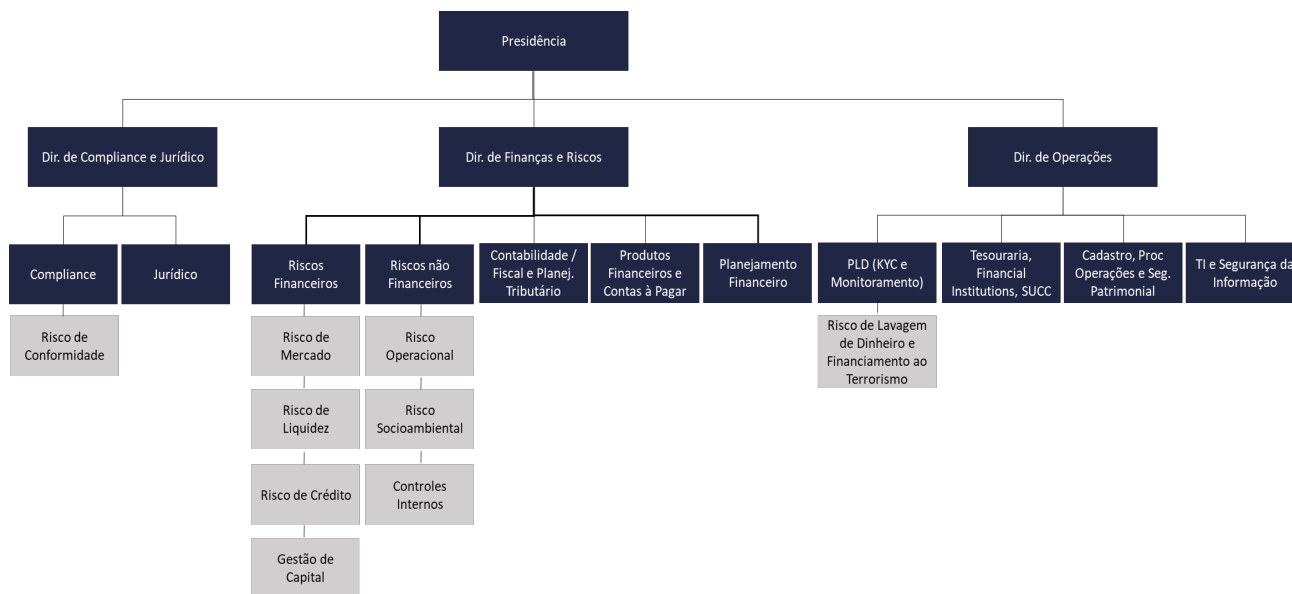 Presidência
Dir. de Compliance e Jurídico
Dir. de Finanças e Riscos
Dir. de Operações
Compliance
Jurídico
Riscos
Financeiros
Riscos não
Financeiros
Contabilidade /
Fiscal e Planej.
Tributário
Produtos
Financeiros e
Contas à Pagar
Planejamento
Financeiro
PLD (KYC e
Monitoramento)
Tesouraria,
Financial
Institutions, SUCC
Cadastro, Proc
Operações e Seg.
Patrimonial
TI e Segurança da
Informação
Risco de
Conformidade
Risco de
Mercado
Risco
Operacional
Risco de Lavagem
de Dinheiro e
Financiamento ao
Terrorismo
Risco de
Liquidez
Risco
Socioambiental
Risco de Crédito
Controles
Internos
Gestão de
Capital